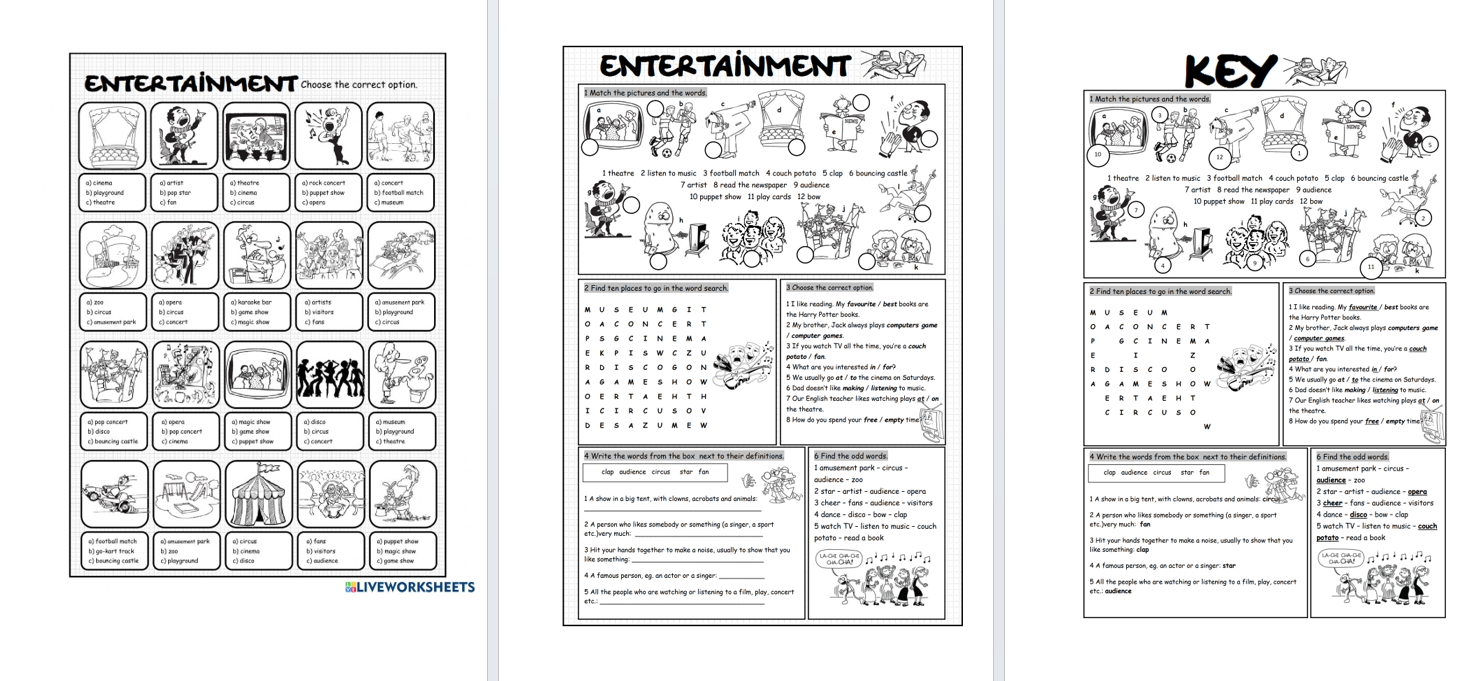 ENTERTAINMENT Choose the correct option.
a) cinema
b) playground
c) theatre
a) artist
b) pop star
c) fan
a) theatre
b) cinema
c) circus
a) rock concert
b) puppet show
c) opera
a) concert
b) football match
c) museum
a) zoo
b) circus
c) amusement park
a) opera
b) circus
c) concert
a) karaoke bar
b) game show
c) magic show
a) artists
b) visitors
c) fans
a) amusement park
b) playground
c) circus
a) pop concert
b) disco
c) bouncing castle
a) opera
b) pop concert
c) cinema
a) magic show
b) game show
c) puppet show
a) disco
b) circus
c) concert
a) museum
b) playground
c) theatre
a) football match
b) go-kart track
c) bouncing castle
a) amusement park
b) zoo
c) playground
a) circus
b) cinema
c) disco
a) fans
b) visitors
c) audience
a) puppet show
b) magic show
c) game show
LIVEWORKSHEETS
ENTERTAINMENT
1 Match the pictures and the words.
a
b
c
d
e
NEWS
f
1 theatre 2 listen to music 3 football match 4 couch potato 5 clap 6 bouncing castle
7 artist 8 read the newspaper 9 audience
10 puppet show 11 play cards 12 bow
g
h
i
j
k
l
2 Find ten places to go in the word search.
M U S E U M G I T
O A C O N C E R T
P S G C I N E M A
E K P I S W C Z U
R D I S C O G O N
A G A M E S H O W
O E R T A E H T H
I C I R C U S O V
D E S A Z U M E W
3 Choose the correct option.
1 I like reading. My favourite / best books are
the Harry Potter books.
2 My brother, Jack always plays computers game
/ computer games.
3 If you watch TV all the time, you're a couch
potato / fan.
4 What are you interested in / for?
5 We usually go at / to the cinema on Saturdays.
6 Dad doesn't like making / listening to music.
7 Our English teacher likes watching plays at / on
the theatre.
8 How do you spend your free / empty time?
4 Write the words from the box next to their definitions.
clap audience circus star fan
1 A show in a big tent, with clowns, acrobats and animals:
2 A person who likes somebody or something (a singer, a sport
etc.)very much:
3 Hit your hands together to make a noise, usually to show that you
like something:
4 A famous person, eg. an actor or a singer:
5 All the people who are watching or listening to a film, play, concert
etc.:
6 Find the odd words.
1 amusement park – circus –
audience – zoo
2 star – artist – audience – opera
3 cheer – fans – audience – visitors
4 dance – disco – bow – clap
5 watch TV – listen to music – couch
potato – read a book
LA-CHI CHA-CHI
CHA-CHA!
KEY
1 Match the pictures and the words.
a
10
3
b
c
12
d
1
8
NEWS
e
f
5
1 theatre 2 listen to music 3 football match 4 couch potato 5 clap 6 bouncing castle
7 artist 8 read the newspaper 9 audience
10 puppet show 11 play cards 12 bow
g
7
h
4
i
9
j
6
11
k
l
2
2 Find ten places to go in the word search.
M U S E U M
O A C O N C E R T
P G C I N E M A
E I Z
R D I S C O O
A G A M E S H O W
E R T A E H T
C I R C U S O
W
3 Choose the correct option.
1 I like reading. My favourite / best books are
the Harry Potter books.
2 My brother, Jack always plays computers game
/ computer games.
3 If you watch TV all the time, you're a couch
potato / fan.
4 What are you interested in / for?
5 We usually go at / to the cinema on Saturdays.
6 Dad doesn't like making / listening to music.
7 Our English teacher likes watching plays at / on
the theatre.
8 How do you spend your free / empty time?
4 Write the words from the box next to their definitions.
clap audience circus star fan
1 A show in a big tent, with clowns, acrobats and animals: circus
2 A person who likes somebody or something (a singer, a sport
etc.)very much: fan
3 Hit your hands together to make a noise, usually to show that you
like something: clap
4 A famous person, eg. an actor or a singer: star
5 All the people who are watching or listening to a film, play, concert
etc.: audience
6 Find the odd words.
1 amusement park – circus –
audience – zoo
2 star – artist – audience – opera
3 cheer – fans – audience – visitors
4 dance – disco – bow – clap
5 watch TV – listen to music – couch
potato – read a book
LA-CHI CHA-CHI
CHA-CHA!